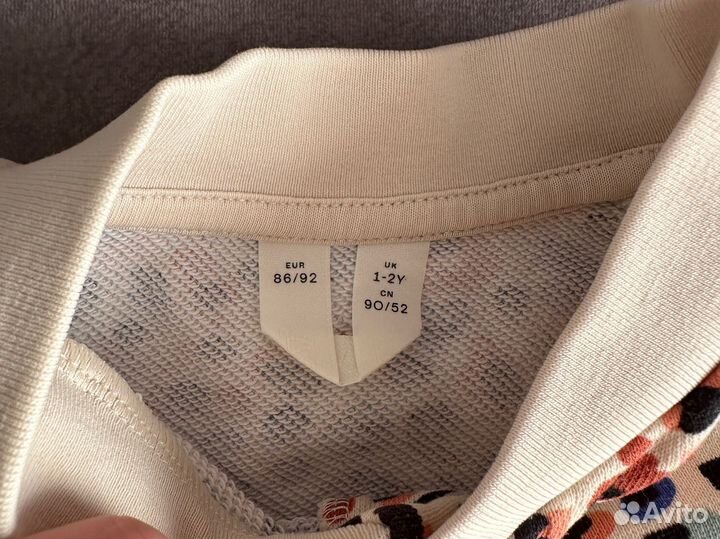 EUR
86/92
UK
1-2Y
CN
90/52
Avito